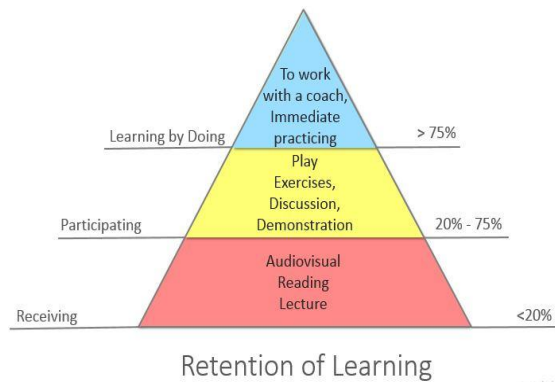 To work
with a coach,
Immediate
practicing
Learning by Doing
> 75%
Play
Exercises,
Discussion,
Demonstration
Participating
20% - 75%
Audiovisual
Reading
Lecture
Receiving
<20%
Retention of Learning